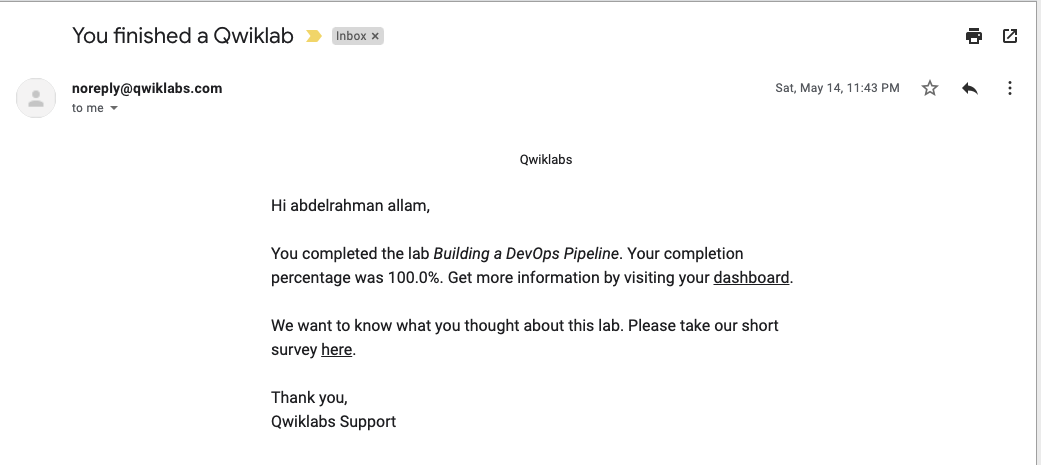 You finished a Qwiklab Inbox ×
noreply@qwiklabs.com Sat, May 14, 11:43 PM
to me
Qwiklabs
Hi abdelrahman allam,
You completed the lab Building a DevOps Pipeline. Your completion
percentage was 100.0%. Get more information by visiting your dashboard.
We want to know what you thought about this lab. Please take our short
survey here.
Thank you,
Qwiklabs Support